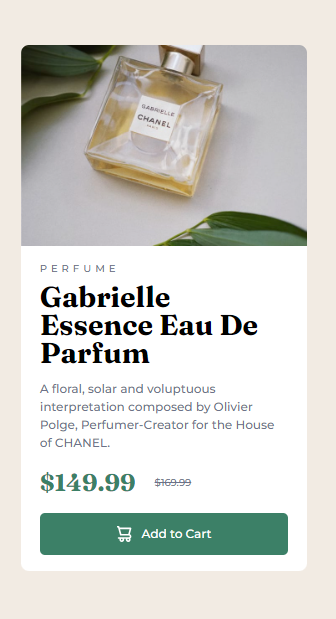 GABRIELLE
CHANEL
PARIS
PERFUME
Gabrielle
Essence Eau De
Parfum
A floral, solar and voluptuous
interpretation composed by Olivier
Polge, Perfumer-Creator for the House
of CHANEL.
$149.99 $169.99
Add to Cart